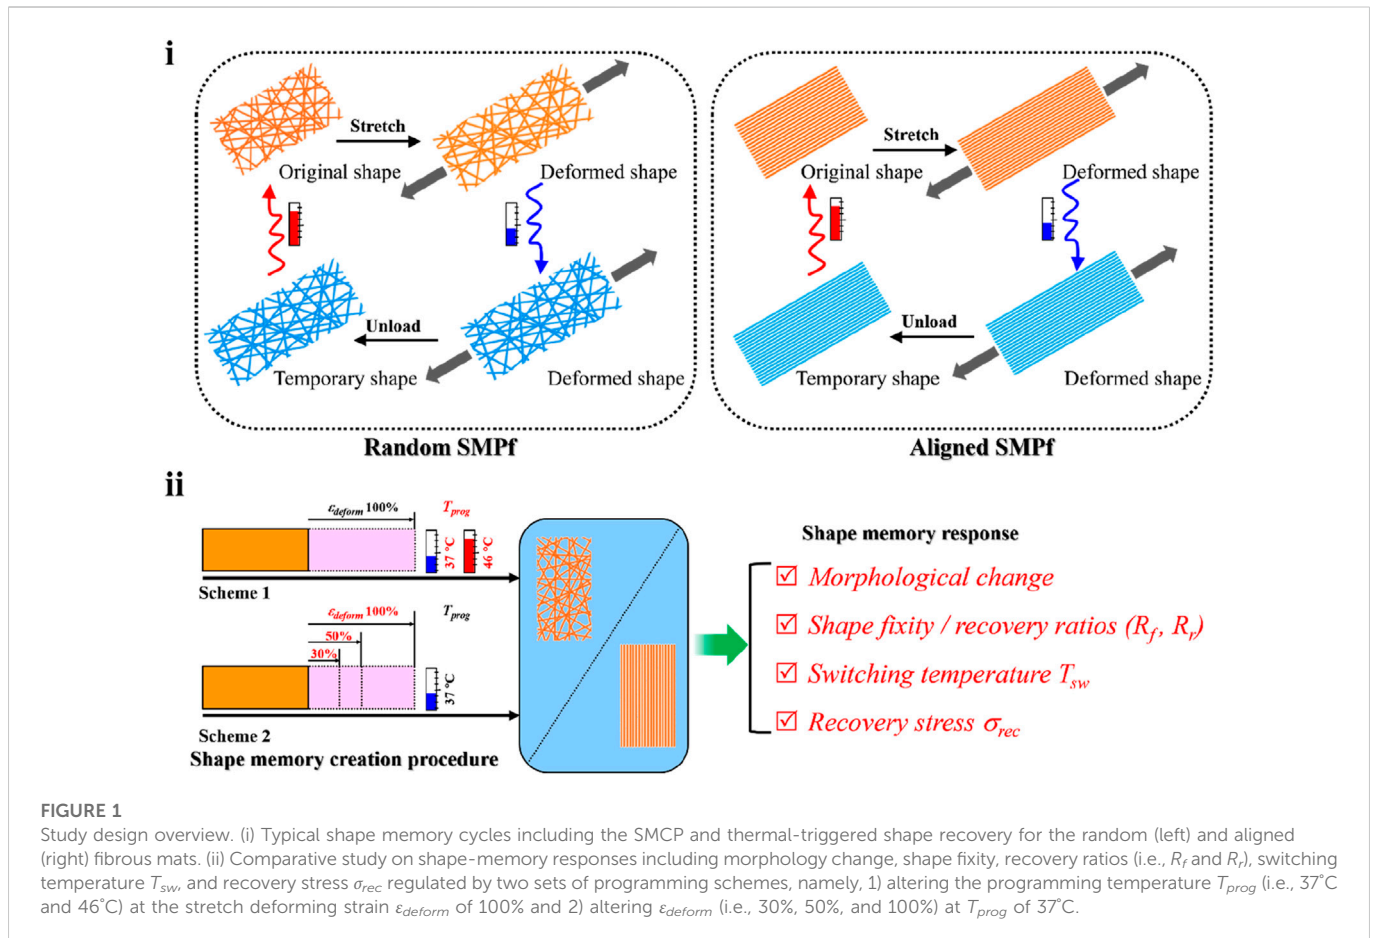 i
Stretch
Original shape
Deformed shape
Unload
Temporary shape
Deformed shape
Random SMPf
Stretch
Original shape
Deformed shape
Unload
Temporary shape
Deformed shape
Aligned SMPf
ii
εdeform 100%
Tprog
37 °C
46 °C
Scheme 1
εdeform 100%
50%
30%
Tprog
37 °C
Scheme 2
Shape memory creation procedure
Shape memory response
☑ Morphological change
☑ Shape fixity / recovery ratios (Rf, Rr)
☑ Switching temperature Tsw
☑ Recovery stress σrec
FIGURE 1
Study design overview. (i) Typical shape memory cycles including the SMCP and thermal-triggered shape recovery for the random (left) and aligned
(right) fibrous mats. (ii) Comparative study on shape-memory responses including morphology change, shape fixity, recovery ratios (i.e., Rf and Rr), switching
temperature Tsw, and recovery stress σrec regulated by two sets of programming schemes, namely, 1) altering the programming temperature Tprog (i.e., 37°C
and 46°C) at the stretch deforming strain εdeform of 100% and 2) altering εdeform (i.e., 30%, 50%, and 100%) at Tprog of 37°C.